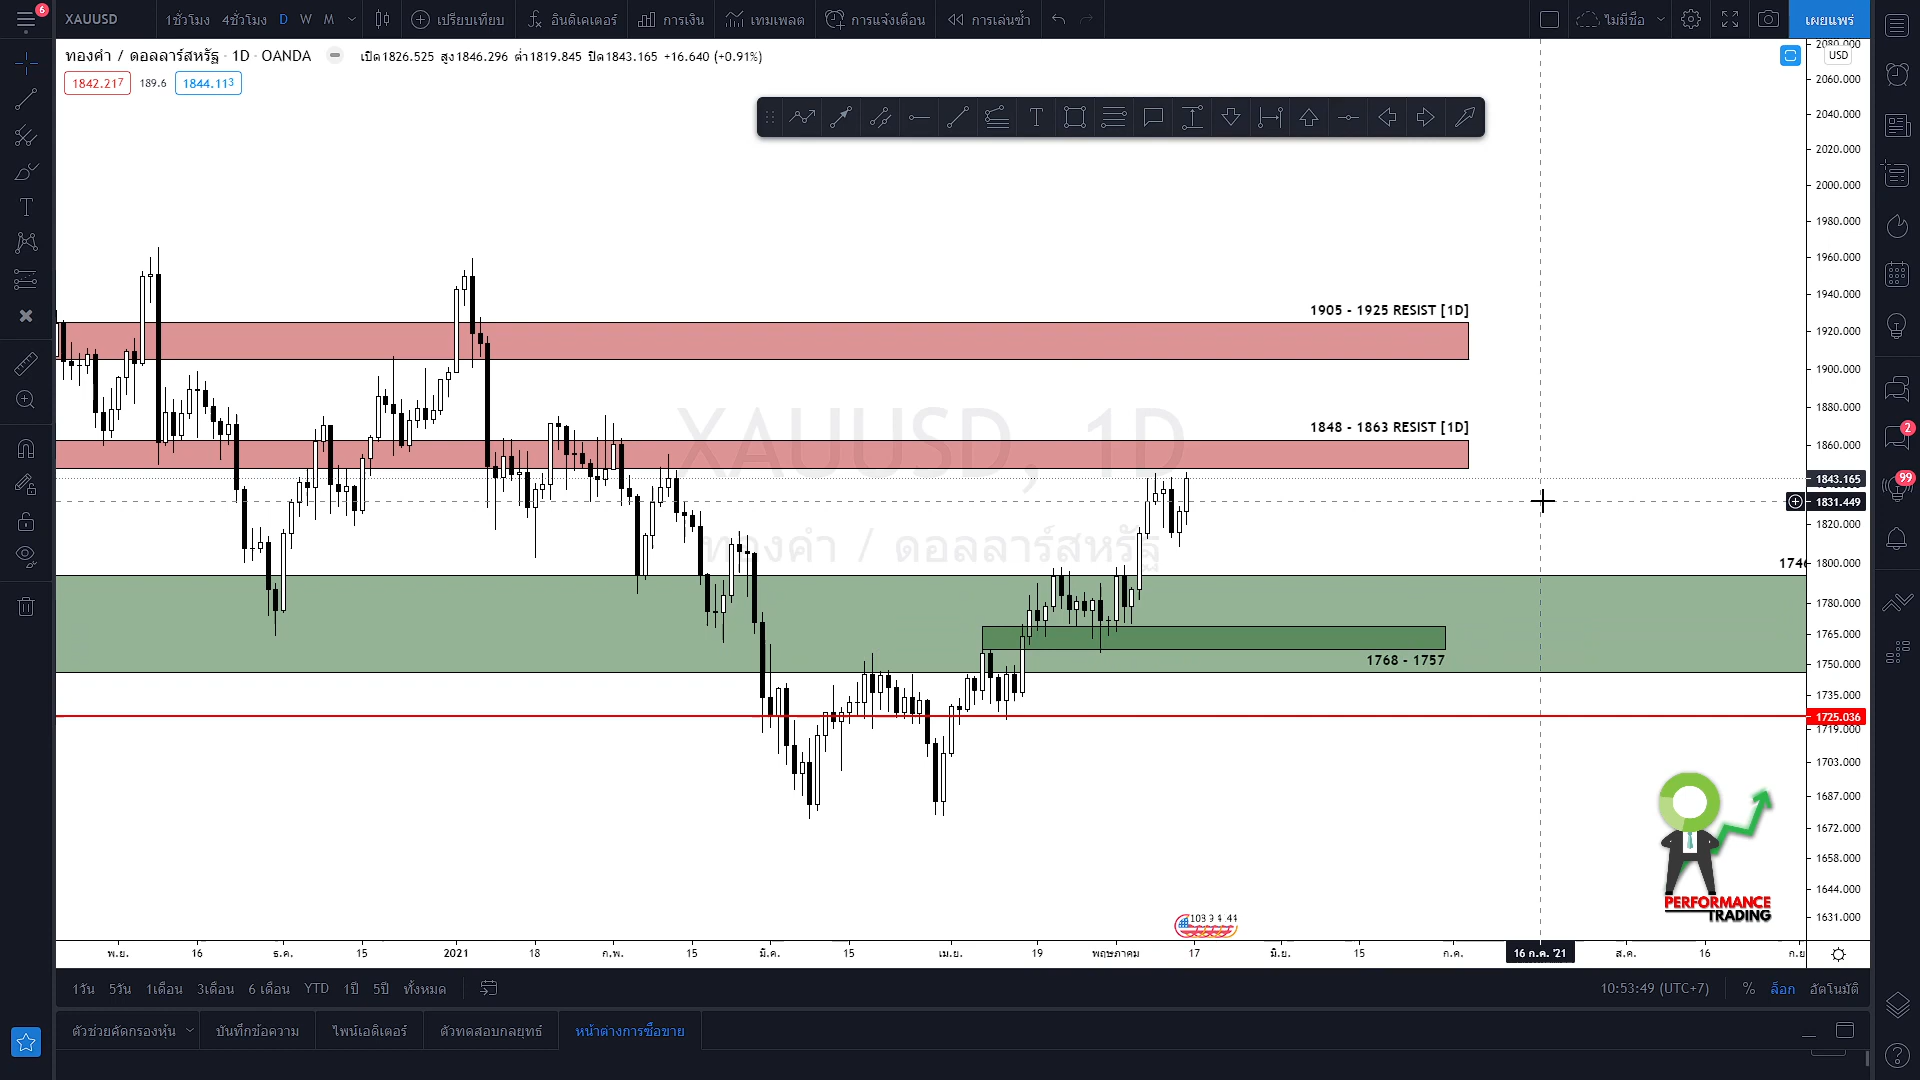 6
XAUUSD 1ชั่วโมง 4ชั่วโมง D W M เปรียบเทียบ อินดิเคเตอร์ การเงิน เทมเพลต การแจ้งเตือน การเล่นซ้ำ ไม่มีชื่อ เผยแพร่
ทองคำ / ดอลลาร์สหรัฐ · 1D · OANDA เปิด1826.525 สูง1846.296 ต่ำ1819.845 ปิด1843.165 +16.640 (+0.91%)
1842.217 189.6 1844.113
USD
2080.000
2060.000
2040.000
2020.000
2000.000
1980.000
1960.000
1940.000
1920.000
1900.000
1880.000
1860.000
1843.165
1831.449
1820.000
1800.000
1780.000
1765.000
1750.000
1735.000
1725.036
1719.000
1703.000
1687.000
1672.000
1658.000
1644.000
1631.000
1905 - 1925 RESIST [1D]
1848 - 1863 RESIST [1D]
XAUUSD, 1D
ทองคำ / ดอลลาร์สหรัฐ
1746
1768 - 1757
PERFORMANCE
TRADING
2
99
พ.ย. 16 ธ.ค. 15 2021 18 ก.พ. 15 มี.ค. 15 เม.ย. 19 พฤษภาคม 17 มิ.ย. 15 ก.ค. 16 ก.ค. '21 ส.ค. 16 ก.ย
1วัน 5วัน 1เดือน 3เดือน 6 เดือน YTD 1ปี 5ปี ทั้งหมด 10:53:49 (UTC+7) % ล็อก อัตโนมัติ
ตัวช่วยคัดกรองหุ้น บันทึกข้อความ ไพน์เอดิเตอร์ ตัวทดสอบกลยุทธ์ หน้าต่างการซื้อขาย